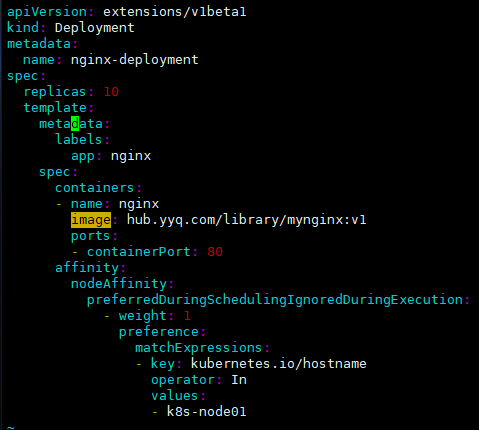 apiVersion: extensions/v1beta1
kind: Deployment
metadata:
  name: nginx-deployment
spec:
  replicas: 10
  template:
    metadata:
      labels:
        app: nginx
    spec:
      containers:
      - name: nginx
        image: hub.yyq.com/library/mynginx:v1
        ports:
        - containerPort: 80
      affinity:
        nodeAffinity:
          preferredDuringSchedulingIgnoredDuringExecution:
            - weight: 1
              preference:
                matchExpressions:
                - key: kubernetes.io/hostname
                  operator: In
                  values:
                  - k8s-node01
~